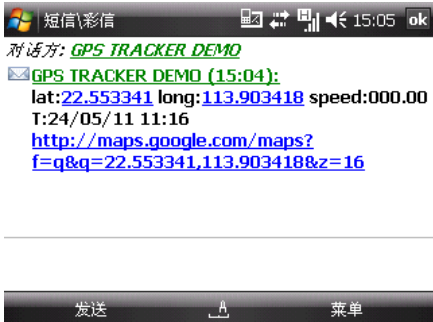 短信\彩信 15:05 ok
对话方: GPS TRACKER DEMO
GPS TRACKER DEMO (15:04):
lat:22.553341 long:113.903418 speed:000.00
T:24/05/11 11:16
http://maps.google.com/maps?
f=q&q=22.553341,113.903418&z=16
发送 菜单